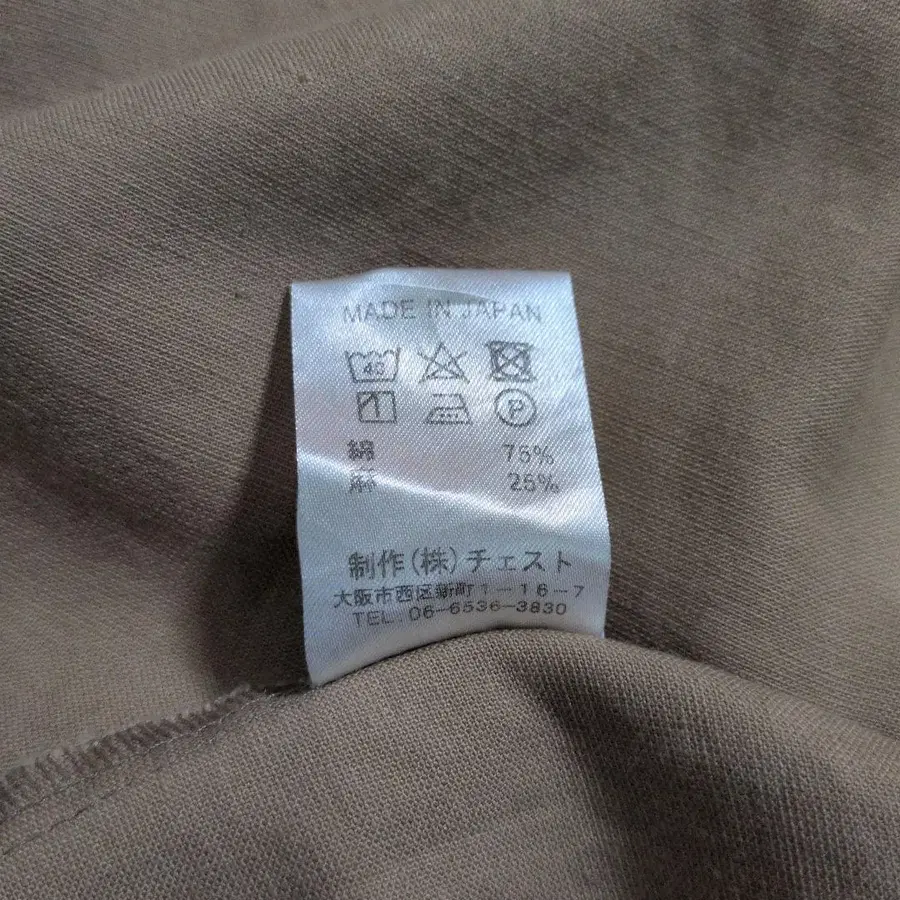 MADE IN JAPAN
40
P
綿 75%
麻 25%
制作(株)チェスト
大阪市西区新町1-16-7
TEL.06-6536-3830